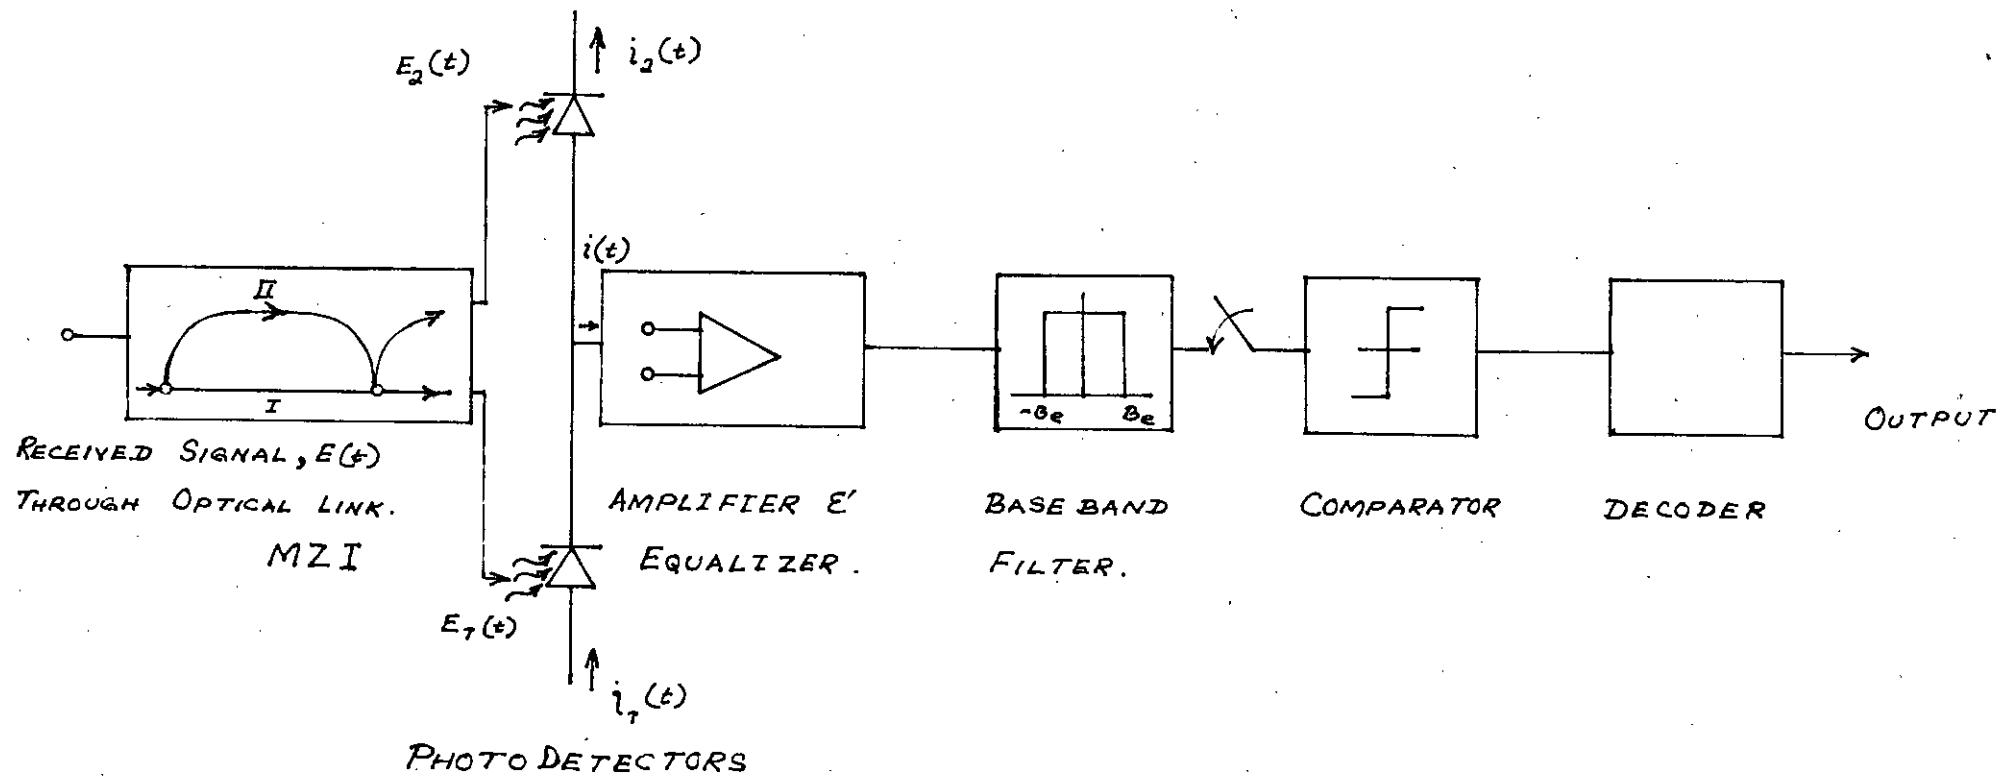 E₂(t)
i₂(t)
i(t)
II
I
-Be Be
OUTPUT
RECEIVED SIGNAL, E(t)
THROUGH OPTICAL LINK.
MZI
AMPLIFIER &
EQUALIZER.
BASE BAND
FILTER.
COMPARATOR
DECODER
E₁(t)
i₁(t)
PHOTO DETECTORS